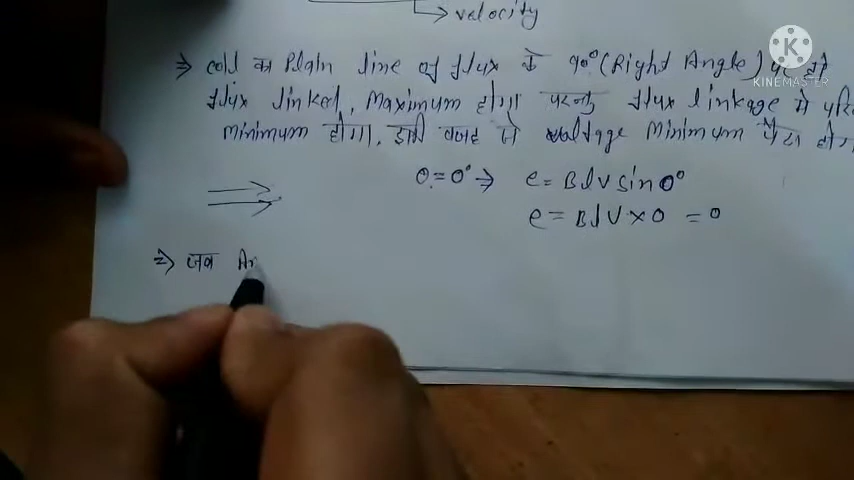 → velocity
⇒ coil का Plain line of flux के 90° (Right Angle) पर हो
flux linked, Maximum होगा परन्तु flux linkage मे
minimum होगा, इसी वजह से voltage Minimum पैदा होगा
θ = 0° ⇒ e = Blv sin 0°
e = Blv × 0 = 0
⇒ जब
K
KINEMASTER